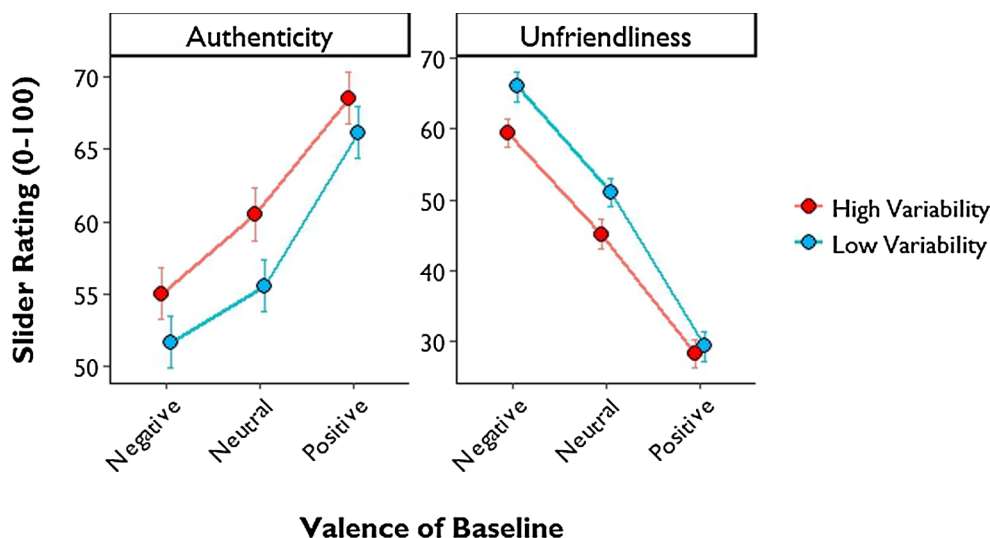 Authenticity
Unfriendliness
Slider Rating (0-100)
70
65
60
55
50
70
60
50
40
30
Negative
Neutral
Positive
Negative
Neutral
Positive
High Variability
Low Variability
Valence of Baseline